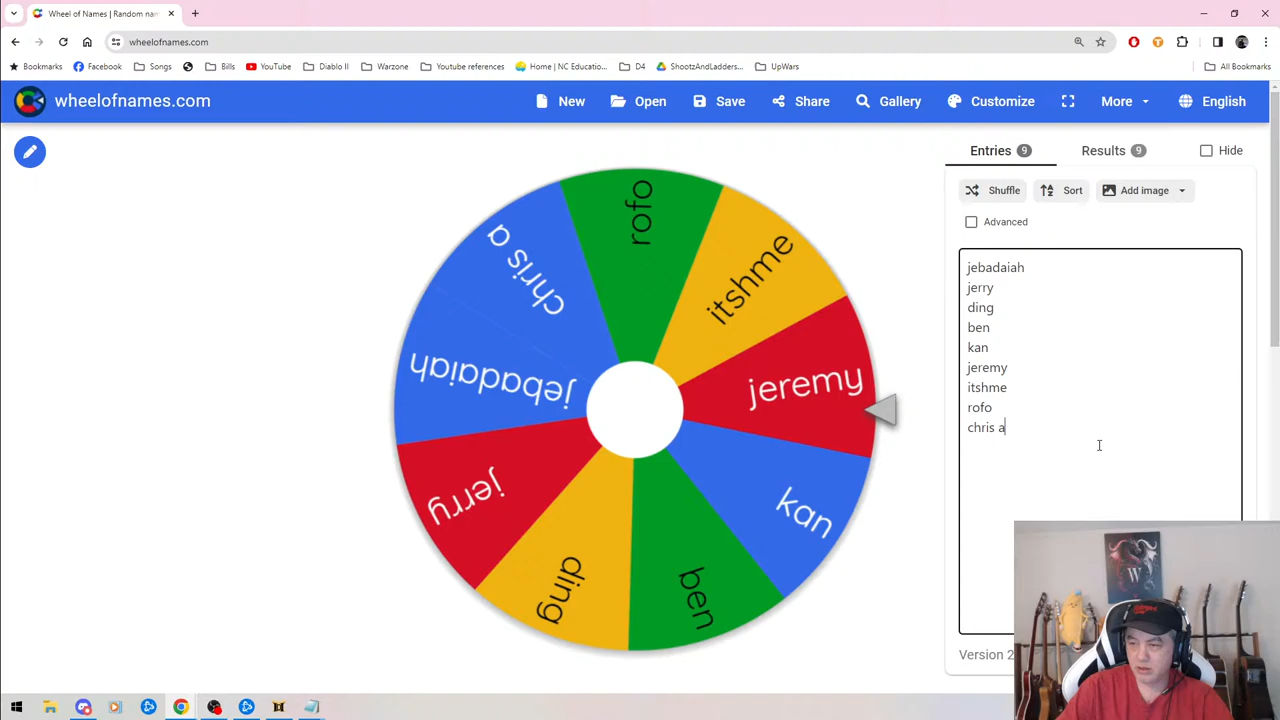 Wheel of Names | Random na
wheelofnames.com
Bookmarks
Facebook
Songs
Bills
YouTube
Diablo II
Warzone
Youtube references
Home | NC Educatio...
D4
ShootzAndLadders...
UpWars
All Bookmarks
wheelofnames.com
New
Open
Save
Share
Gallery
Customize
More
English
Entries 9
Results 9
Hide
Shuffle
Sort
Add image
Advanced
jebadaiah
jerry
ding
ben
kan
jeremy
itshme
rofo
chris a
Version 2
rofo
itshme
jeremy
kan
ben
ding
jerry
jebadaiah
chris a
W